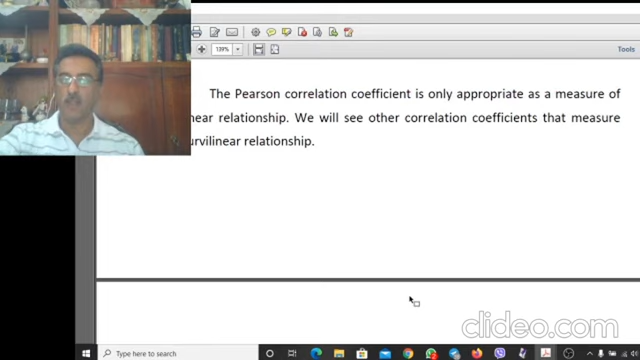 139%
Tools
The Pearson correlation coefficient is only appropriate as a measure of
near relationship. We will see other correlation coefficients that measure
urvilinear relationship.
Type here to search
clideo.com